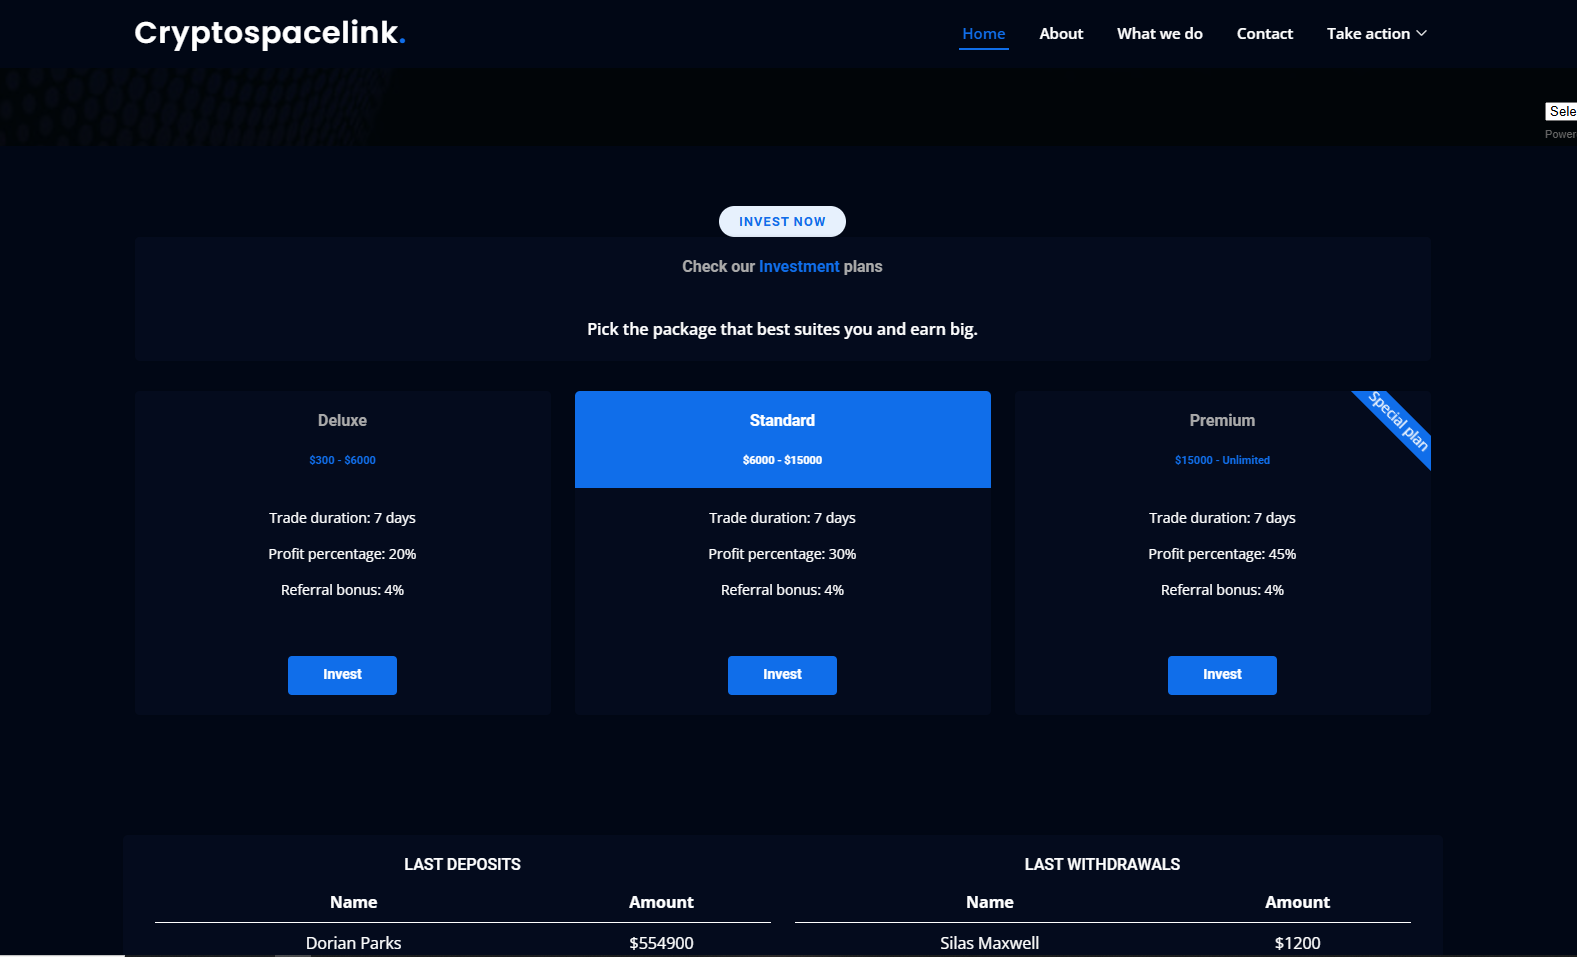 Cryptospacelink.
Home About What we do Contact Take action
Sele
Power
INVEST NOW
Check our Investment plans
Pick the package that best suites you and earn big.
Deluxe
$300 - $6000
Trade duration: 7 days
Profit percentage: 20%
Referral bonus: 4%
Invest
Standard
$6000 - $15000
Trade duration: 7 days
Profit percentage: 30%
Referral bonus: 4%
Invest
Special plan
Premium
$15000 - Unlimited
Trade duration: 7 days
Profit percentage: 45%
Referral bonus: 4%
Invest
LAST DEPOSITS
Name Amount
Dorian Parks $554900
LAST WITHDRAWALS
Name Amount
Silas Maxwell $1200